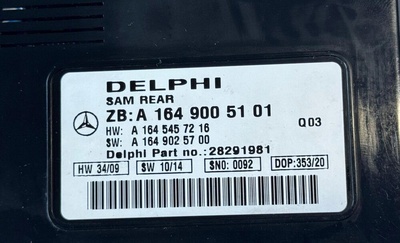 DELPHI
SAM REAR
ZB: A 164 900 51 01
HW: A 164 545 72 16 Q03
SW: A 164 902 57 00
Delphi Part no.: 28291981
HW 34/09 SW 10/14 SNO: 0092 DOP:353/20